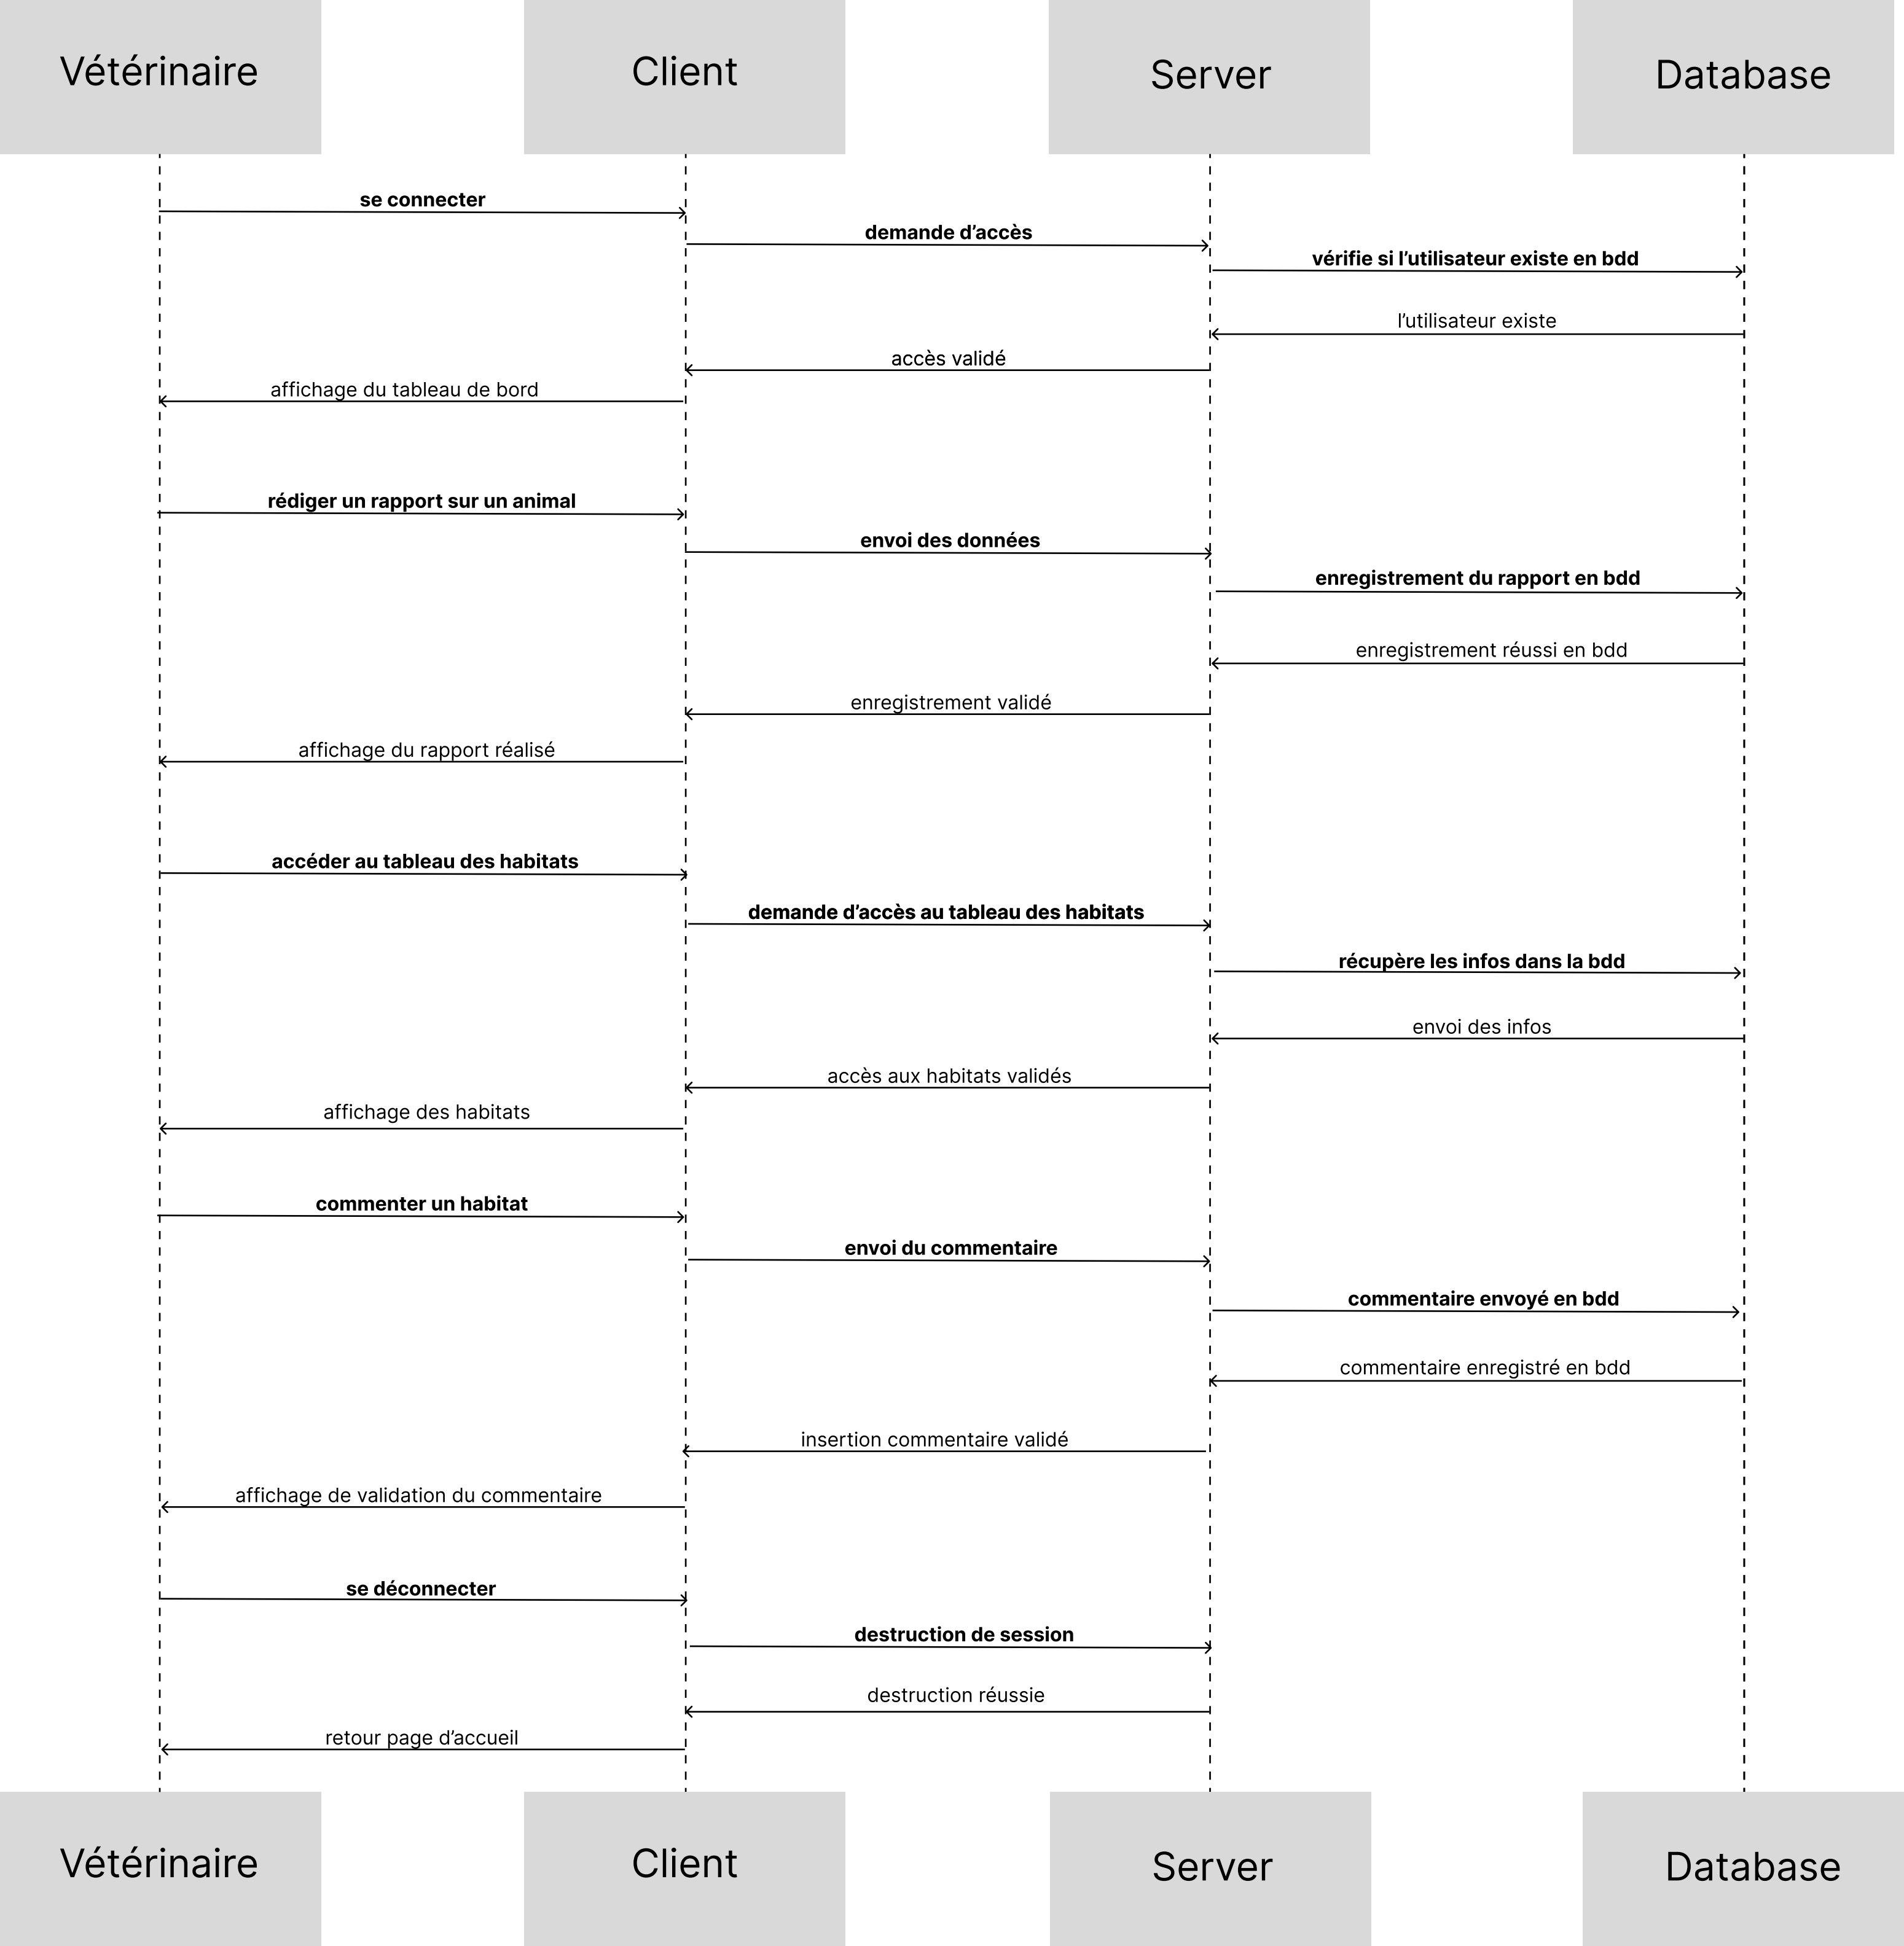 Vétérinaire
Client
Server
Database
se connecter
demande d’accès
vérifie si l’utilisateur existe en bdd
l’utilisateur existe
accès validé
affichage du tableau de bord
rédiger un rapport sur un animal
envoi des données
enregistrement du rapport en bdd
enregistrement réussi en bdd
enregistrement validé
affichage du rapport réalisé
accéder au tableau des habitats
demande d’accès au tableau des habitats
récupère les infos dans la bdd
envoi des infos
accès aux habitats validés
affichage des habitats
commenter un habitat
envoi du commentaire
commentaire envoyé en bdd
commentaire enregistré en bdd
insertion commentaire validé
affichage de validation du commentaire
se déconnecter
destruction de session
destruction réussie
retour page d’accueil
Vétérinaire
Client
Server
Database